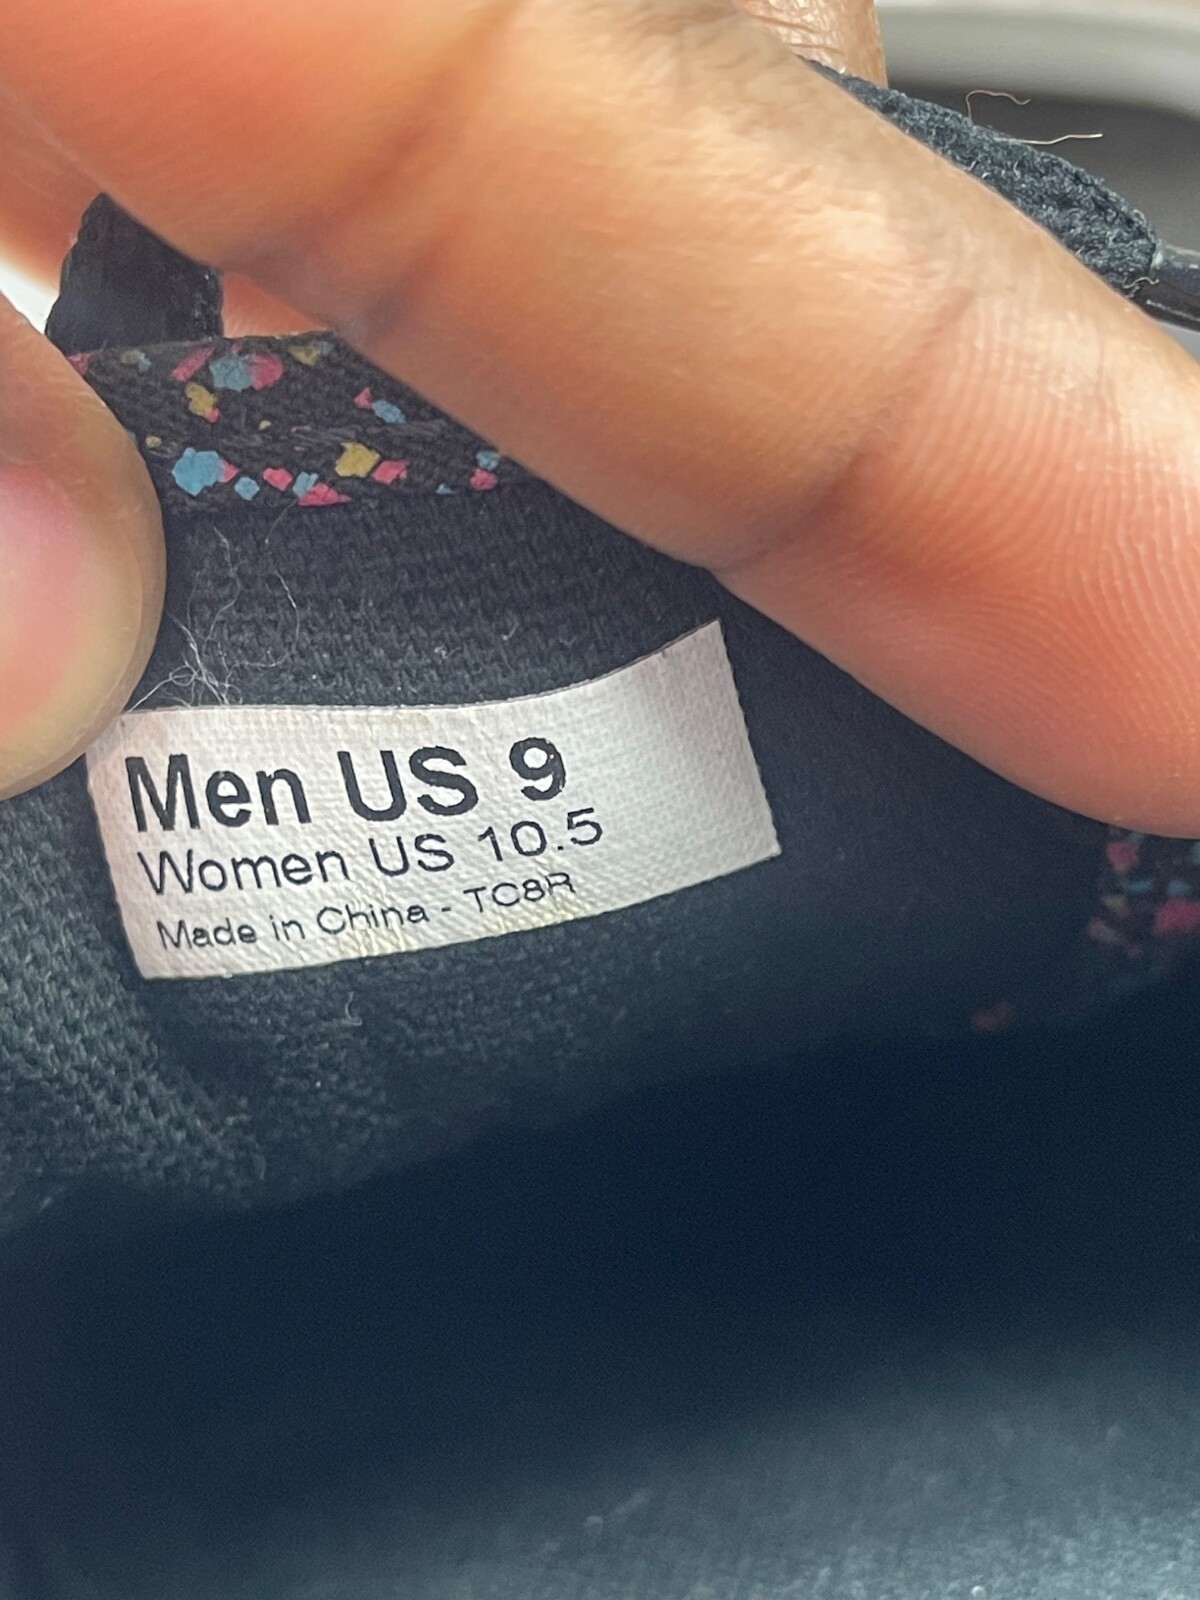 Men US 9
Women US 10.5
Made in China - TC8R